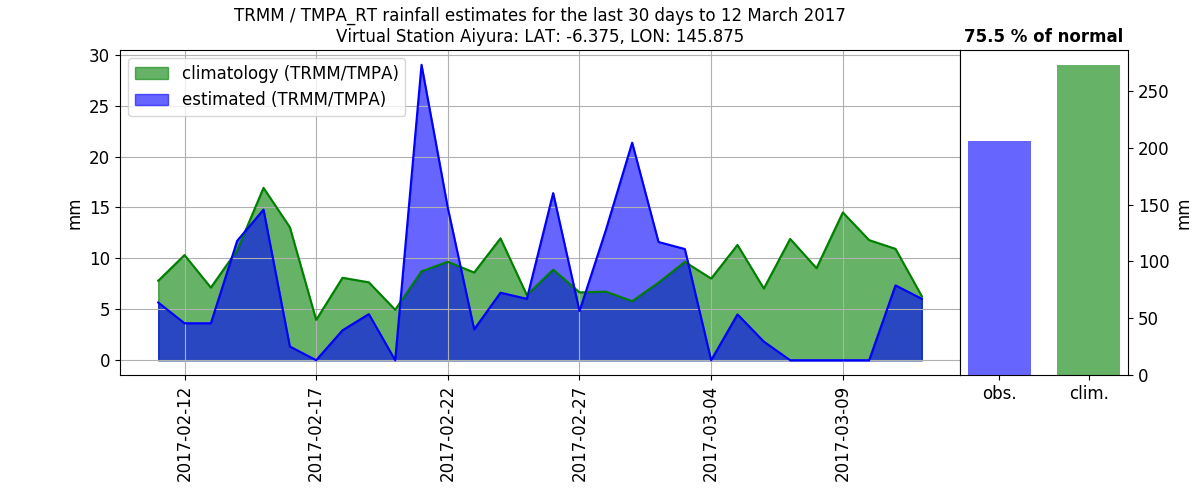 TRMM / TMPA_RT rainfall estimates for the last 30 days to 12 March 2017
Virtual Station Aiyura: LAT: -6.375, LON: 145.875
75.5 % of normal
climatology (TRMM/TMPA)
estimated (TRMM/TMPA)
30
25
20
15
10
5
0
mm
2017-02-12
2017-02-17
2017-02-22
2017-02-27
2017-03-04
2017-03-09
250
200
150
100
50
0
mm
obs.
clim.